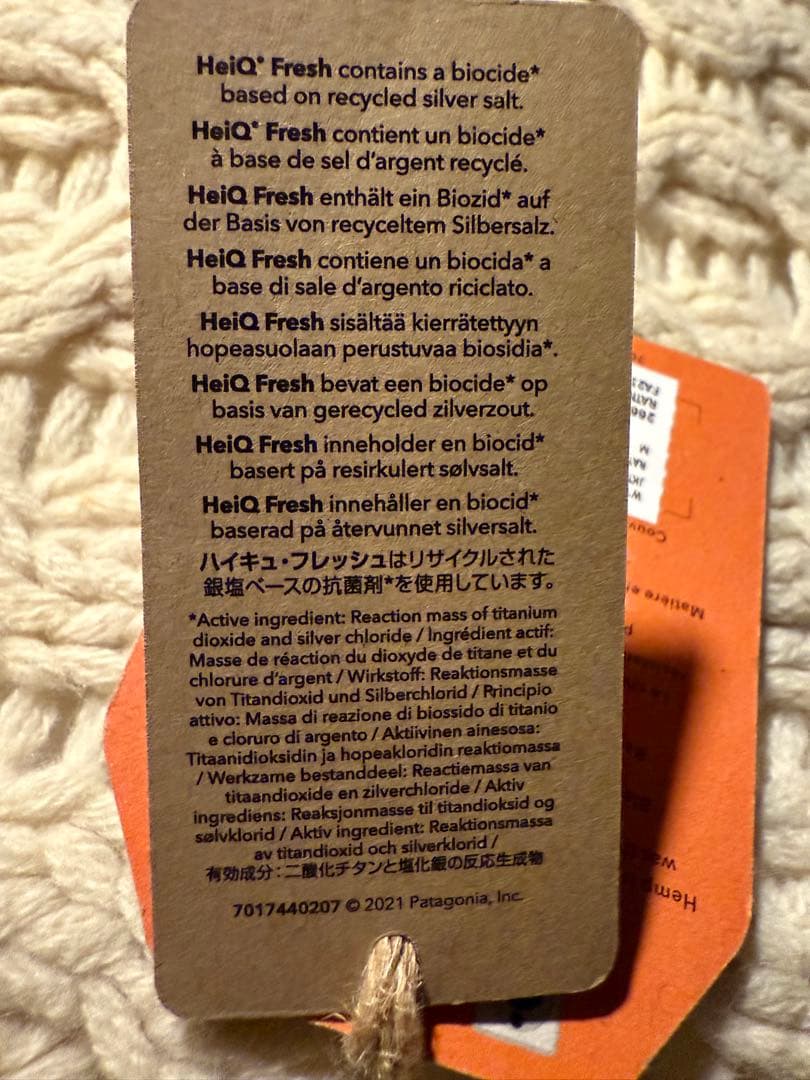 HeiQ® Fresh contains a biocide*
based on recycled silver salt.
HeiQ® Fresh contient un biocide*
à base de sel d'argent recyclé.
HeiQ Fresh enthält ein Biozid* auf
der Basis von recyceltem Silbersalz.
HeiQ Fresh contiene un biocida* a
base di sale d'argento riciclato.
HeiQ Fresh sisältää kierrätettyyn
hopeasuolaan perustuvaa biosidia*.
HeiQ Fresh bevat een biocide* op
basis van gerecycled zilverzout.
HeiQ Fresh inneholder en biocid*
basert på resirkulert sølvsalt.
HeiQ Fresh innehåller en biocid*
baserad på återvunnet silversalt.
ハイキュ・フレッシュはリサイクルされた
銀塩ベースの抗菌剤*を使用しています。
*Active ingredient: Reaction mass of titanium
dioxide and silver chloride / Ingrédient actif:
Masse de réaction du dioxyde de titane et du
chlorure d'argent / Wirkstoff: Reaktionsmasse
von Titandioxid und Silberchlorid / Principio
attivo: Massa di reazione di biossido di titanio
e cloruro di argento / Aktiivinen ainesosa:
Titaanidioksidin ja hopeakloridin reaktiomassa
/ Werkzame bestanddeel: Reactiemassa van
titaandioxide en zilverchloride / Aktiv
ingrediens: Reaksjonmasse til titandioksid og
sølvklorid / Aktiv ingredient: Reaktionsmassa
av titandioxid och silverklorid /
有効成分：二酸化チタンと塩化銀の反応生成物
7017440207 © 2021 Patagonia, Inc.
M
Matière
Hemp